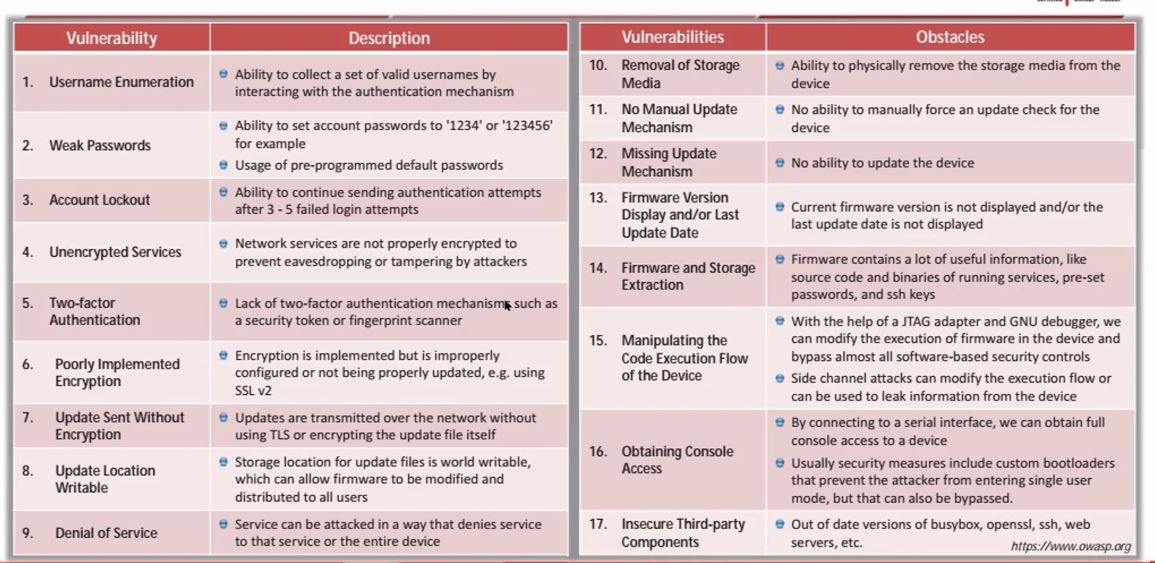 Vulnerability
Description
1. Username Enumeration
Ability to collect a set of valid usernames by
interacting with the authentication mechanism
2. Weak Passwords
Ability to set account passwords to '1234' or '123456'
for example
Usage of pre-programmed default passwords
3. Account Lockout
Ability to continue sending authentication attempts
after 3 - 5 failed login attempts
4. Unencrypted Services
Network services are not properly encrypted to
prevent eavesdropping or tampering by attackers
5. Two-factor
Authentication
Lack of two-factor authentication mechanisms such as
a security token or fingerprint scanner
6. Poorly Implemented
Encryption
Encryption is implemented but is improperly
configured or not being properly updated, e.g. using
SSL v2
7. Update Sent Without
Encryption
Updates are transmitted over the network without
using TLS or encrypting the update file itself
8. Update Location
Writable
Storage location for update files is world writable,
which can allow firmware to be modified and
distributed to all users
9. Denial of Service
Service can be attacked in a way that denies service
to that service or the entire device
Vulnerabilities
Obstacles
10. Removal of Storage
Media
Ability to physically remove the storage media from the
device
11. No Manual Update
Mechanism
No ability to manually force an update check for the
device
12. Missing Update
Mechanism
No ability to update the device
13. Firmware Version
Display and/or Last
Update Date
Current firmware version is not displayed and/or the
last update date is not displayed
14. Firmware and Storage
Extraction
Firmware contains a lot of useful information, like
source code and binaries of running services, pre-set
passwords, and ssh keys
15. Manipulating the
Code Execution Flow
of the Device
With the help of a JTAG adapter and GNU debugger, we
can modify the execution of firmware in the device and
bypass almost all software-based security controls
Side channel attacks can modify the execution flow or
can be used to leak information from the device
16. Obtaining Console
Access
By connecting to a serial interface, we can obtain full
console access to a device
Usually security measures include custom bootloaders
that prevent the attacker from entering single user
mode, but that can also be bypassed.
17. Insecure Third-party
Components
Out of date versions of busybox, openssl, ssh, web
servers, etc.
https://www.owasp.org